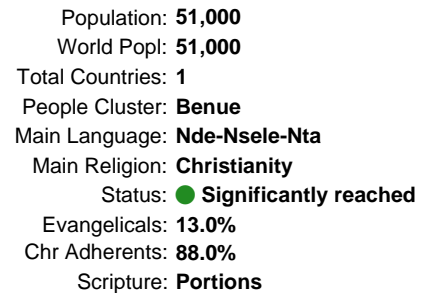 Population: 51,000
World Popl: 51,000
Total Countries: 1
People Cluster: Benue
Main Language: Nde-Nsele-Nta
Main Religion: Christianity
Status: Significantly reached
Evangelicals: 13.0%
Chr Adherents: 88.0%
Scripture: Portions